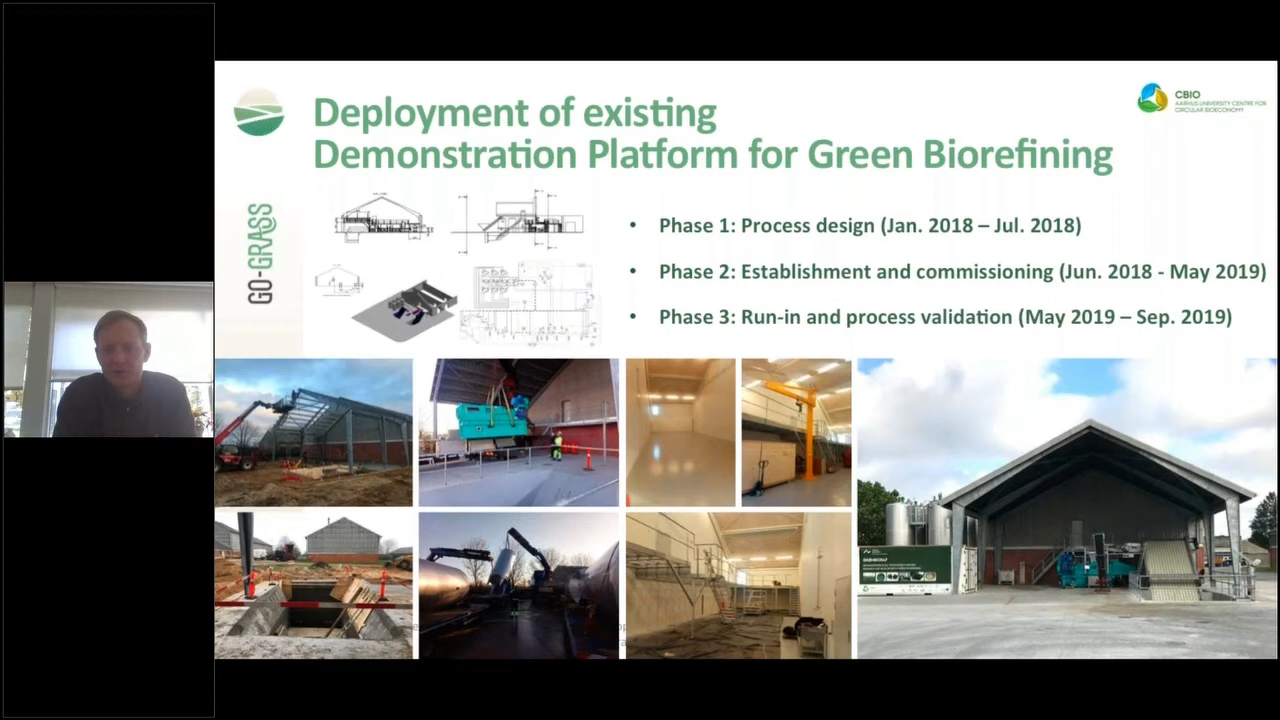 Deployment of existing
Demonstration Platform for Green Biorefining
CBIO
AARHUS UNIVERSITY CENTRE FOR
CIRCULAR BIOECONOMY
GO-GRASS
• Phase 1: Process design (Jan. 2018 – Jul. 2018)
• Phase 2: Establishment and commissioning (Jun. 2018 - May 2019)
• Phase 3: Run-in and process validation (May 2019 – Sep. 2019)